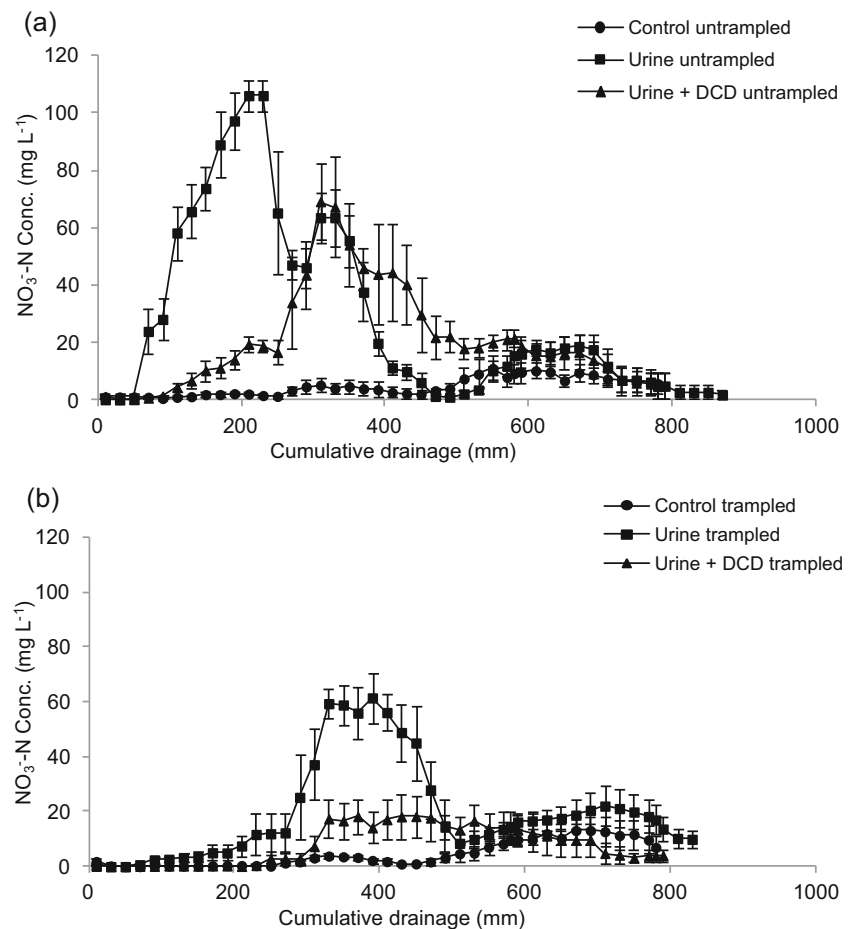 (a)
Control untrampled
Urine untrampled
Urine + DCD untrampled
NO₃⁻-N Conc. (mg L⁻¹)
120
100
80
60
40
20
0
0 200 400 600 800 1000
Cumulative drainage (mm)
(b)
Control trampled
Urine trampled
Urine + DCD trampled
NO₃⁻-N Conc. (mg L⁻¹)
120
100
80
60
40
20
0
0 200 400 600 800 1000
Cumulative drainage (mm)